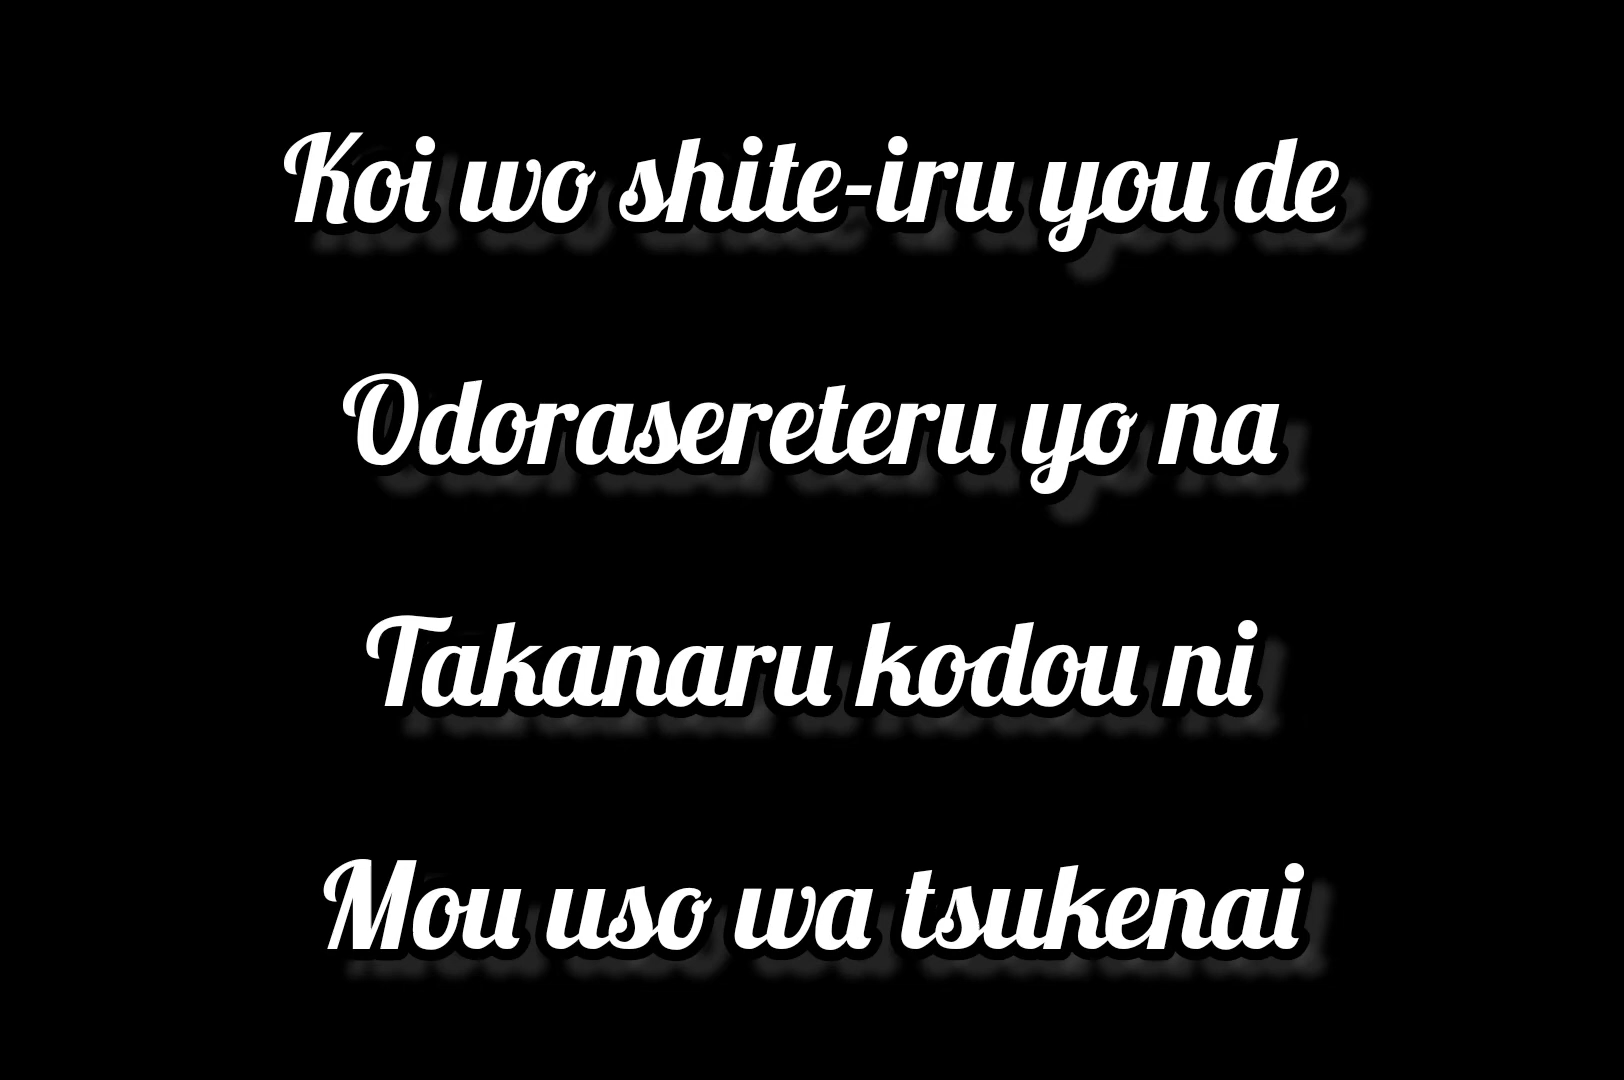 Koi wo shite-iru you de
Odorasereteru yo na
Takanaru kodou ni
Mou uso wa tsukenai